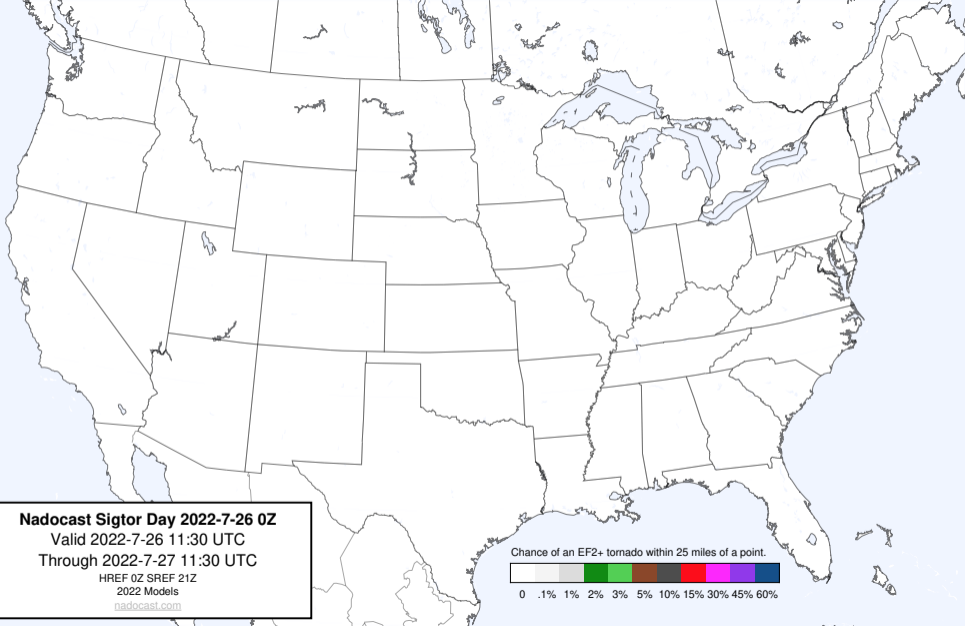 Nadocast Sigtor Day 2022-7-26 0Z
Valid 2022-7-26 11:30 UTC
Through 2022-7-27 11:30 UTC
HREF 0Z SREF 21Z
2022 Models
nadocast.com
Chance of an EF2+ tornado within 25 miles of a point.
0 .1% 1% 2% 3% 5% 10% 15% 30% 45% 60%